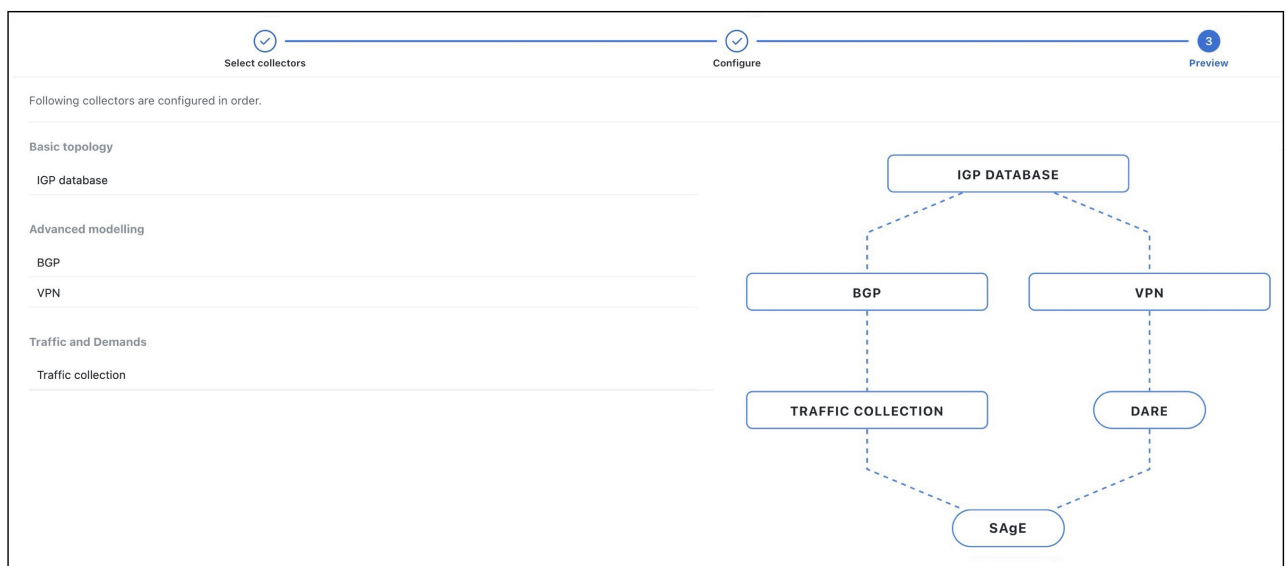 Select collectors
Configure
3
Preview
Following collectors are configured in order.
Basic topology
IGP database
Advanced modelling
BGP
VPN
Traffic and Demands
Traffic collection
IGP DATABASE
BGP
VPN
TRAFFIC COLLECTION
DARE
SAgE